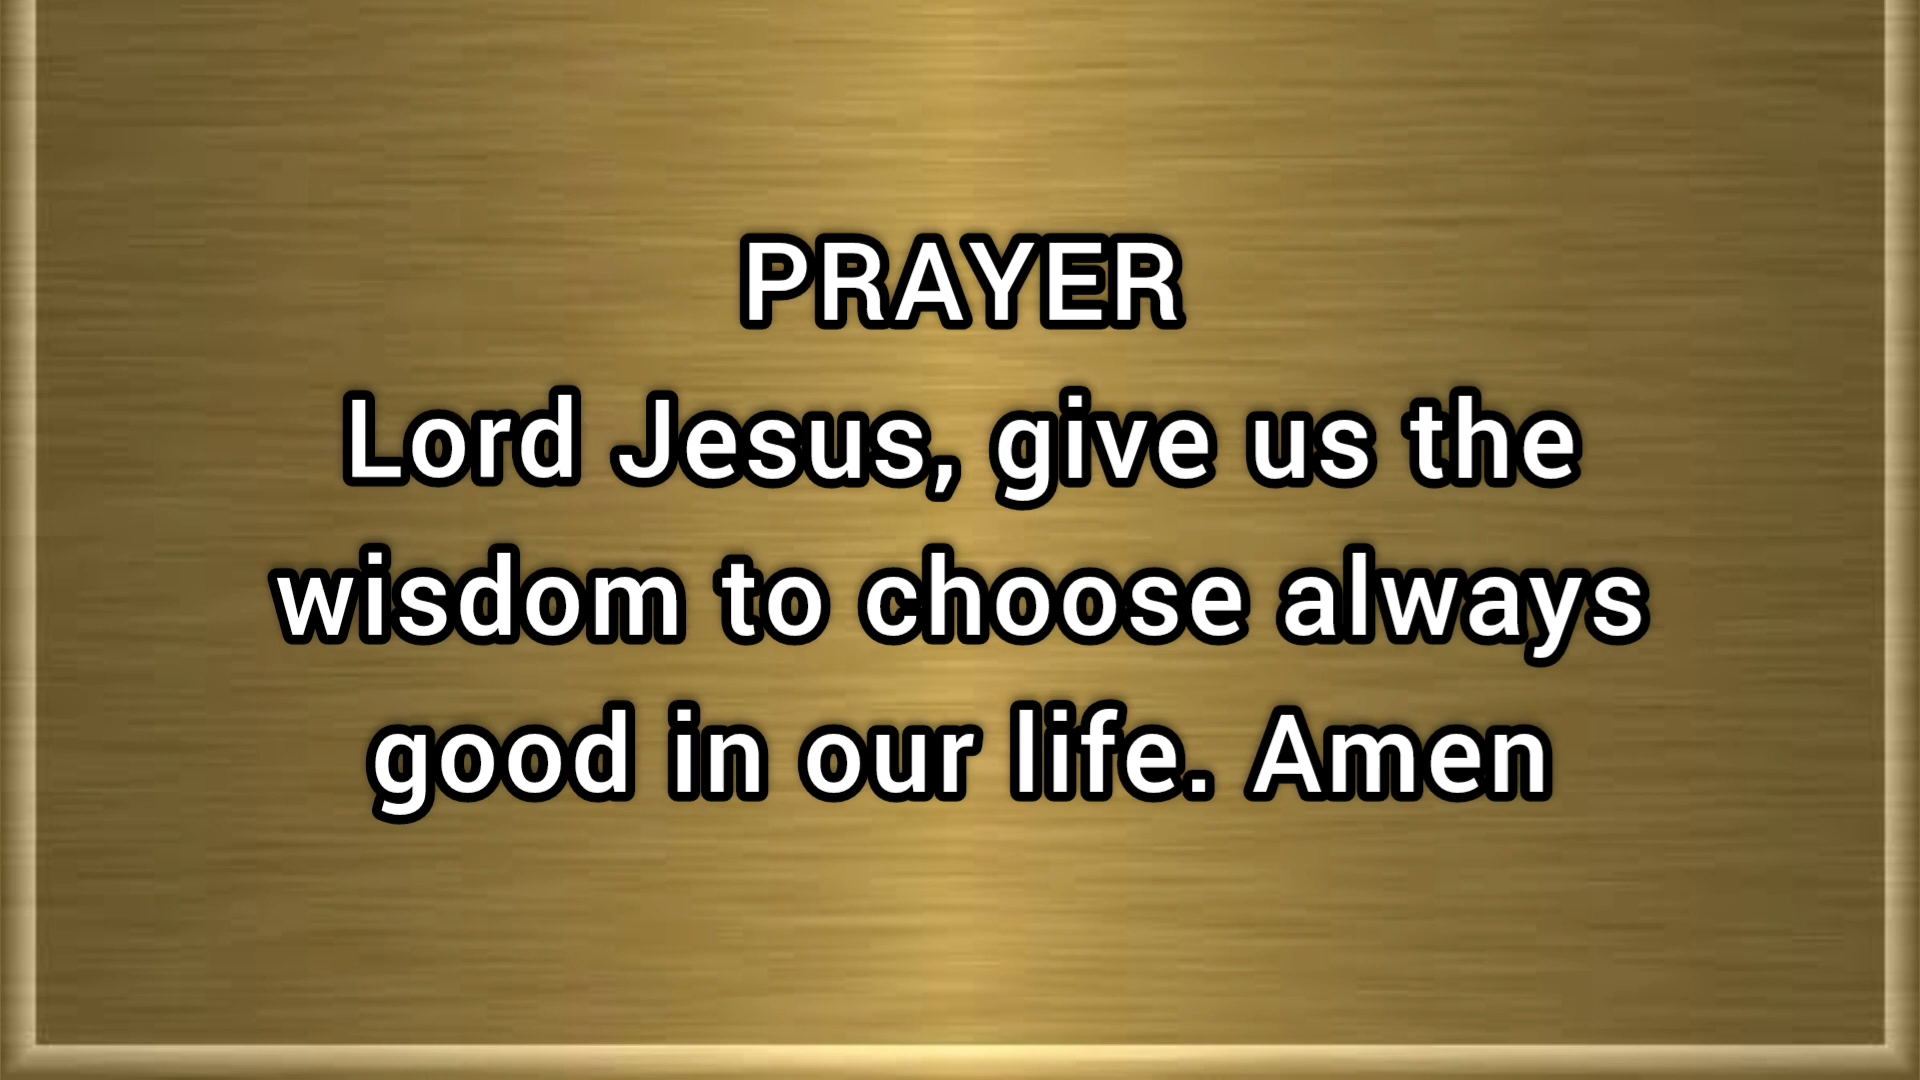 PRAYER
Lord Jesus, give us the
wisdom to choose always
good in our life. Amen